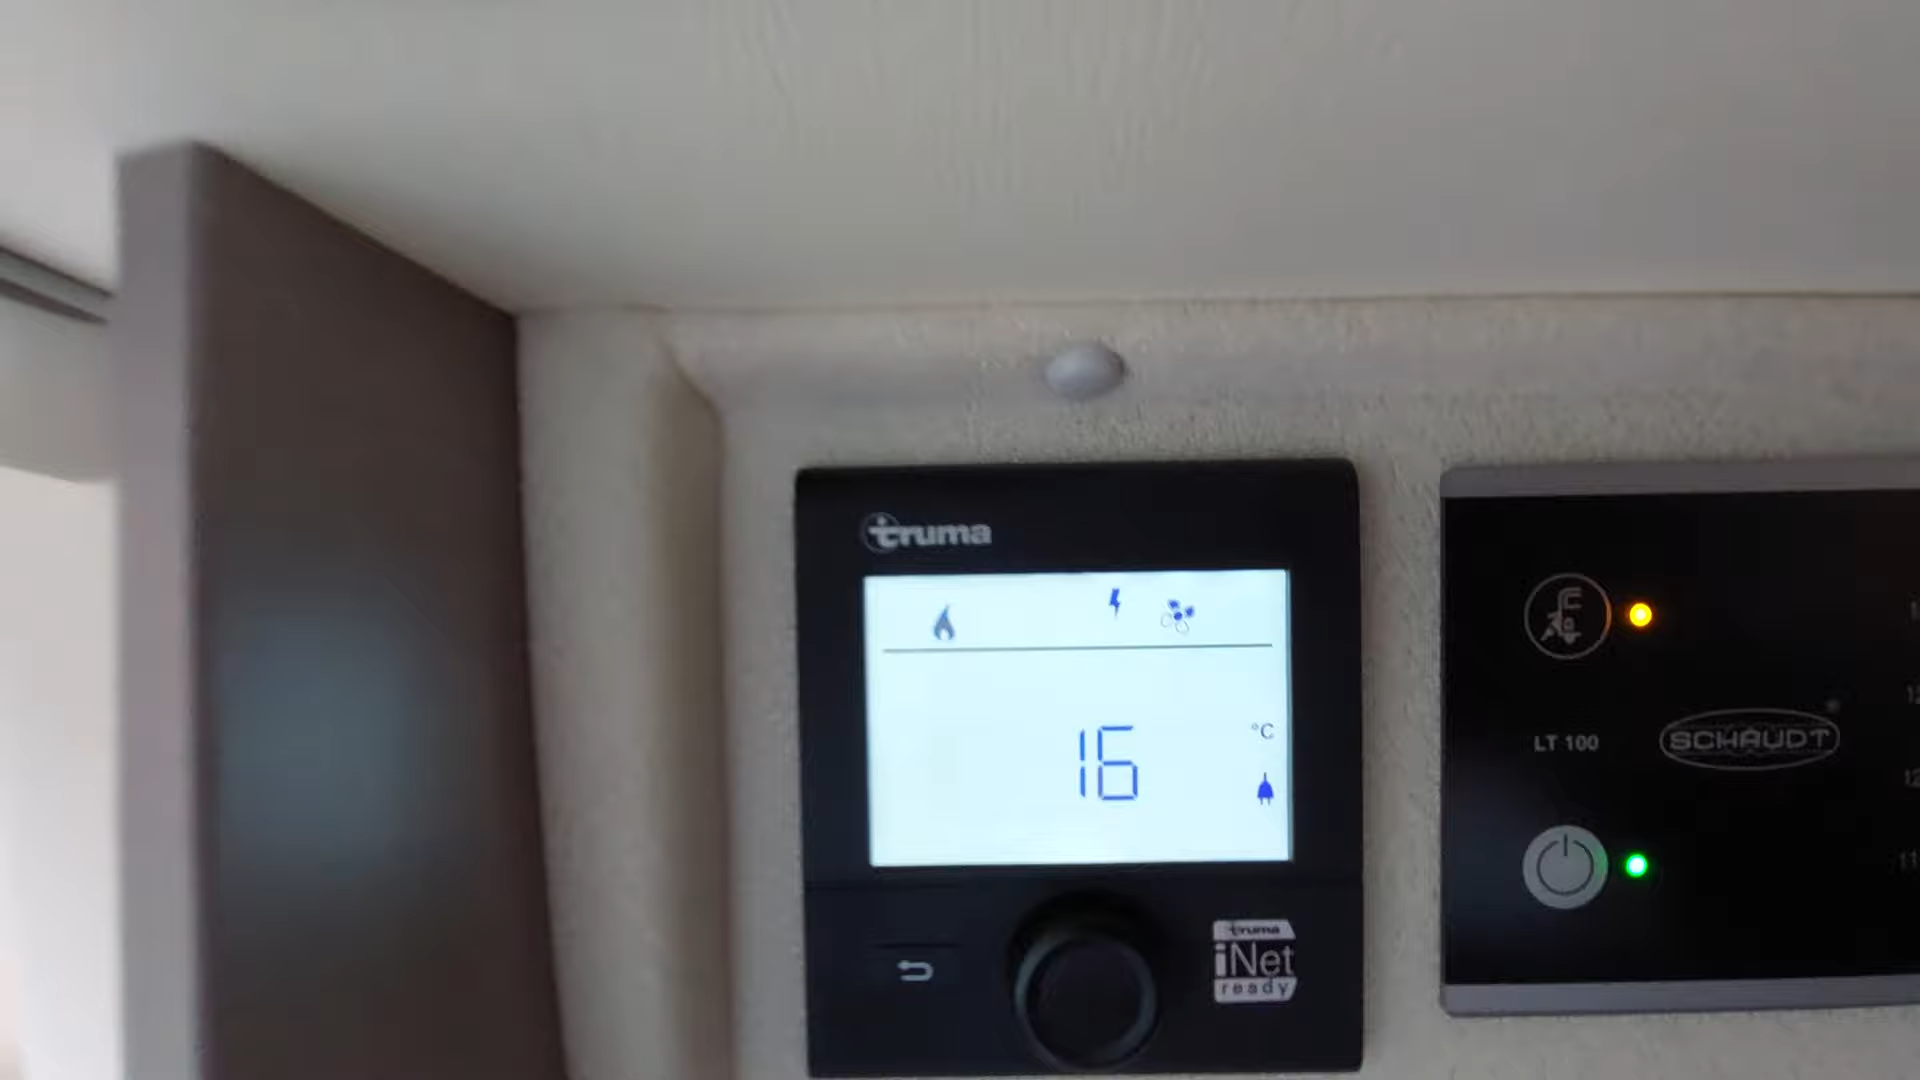 truma
16
°C
truma
iNet
ready
LT 100
SCHAUDT